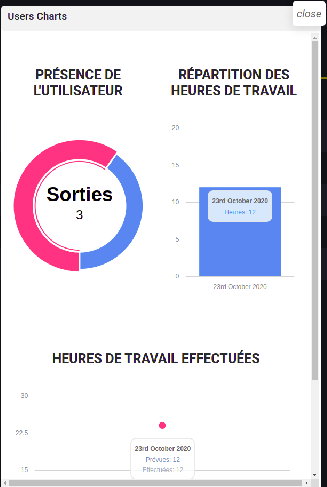 Users Charts
close
PRÉSENCE DE
L'UTILISATEUR
Sorties
3
RÉPARTITION DES
HEURES DE TRAVAIL
20
15
10
5
0
23rd October 2020
Heures: 12
23rd October 2020
HEURES DE TRAVAIL EFFECTUÉES
30
22.5
15
23rd October 2020
Prévues: 12
Effectuées: 12